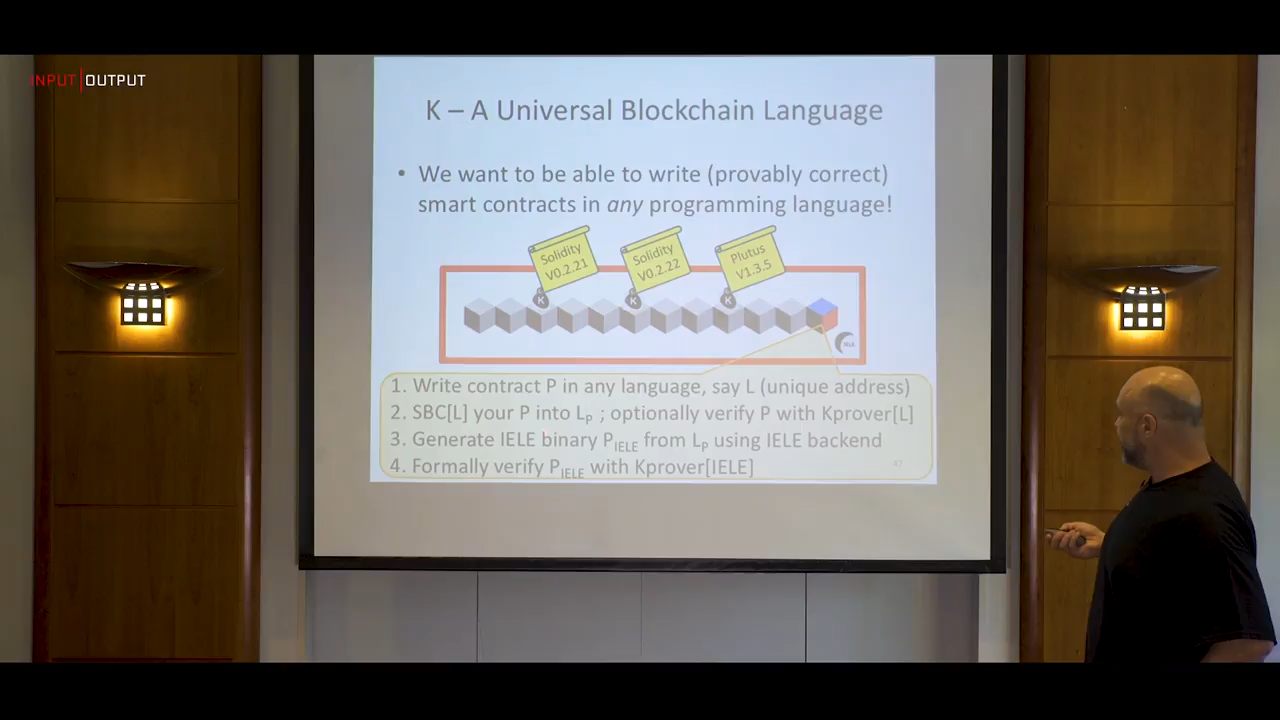 INPUT|OUTPUT
K – A Universal Blockchain Language
• We want to be able to write (provably correct)
smart contracts in any programming language!
Solidity
V0.2.21
Solidity
V0.2.22
Plutus
V1.3.5
K
K
K
1. Write contract P in any language, say L (unique address)
2. SBC[L] your P into LP ; optionally verify P with Kprover[L]
3. Generate IELE binary PIELE from LP using IELE backend
4. Formally verify PIELE with Kprover[IELE]
47